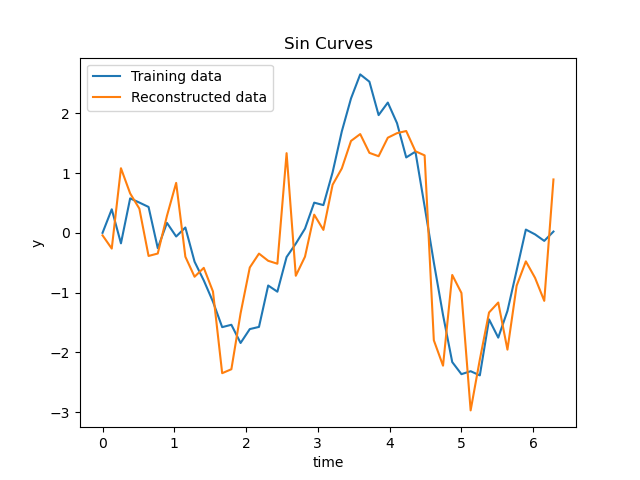 Sin Curves
Training data
Reconstructed data
y
2
1
0
−1
−2
−3
0 1 2 3 4 5 6
time